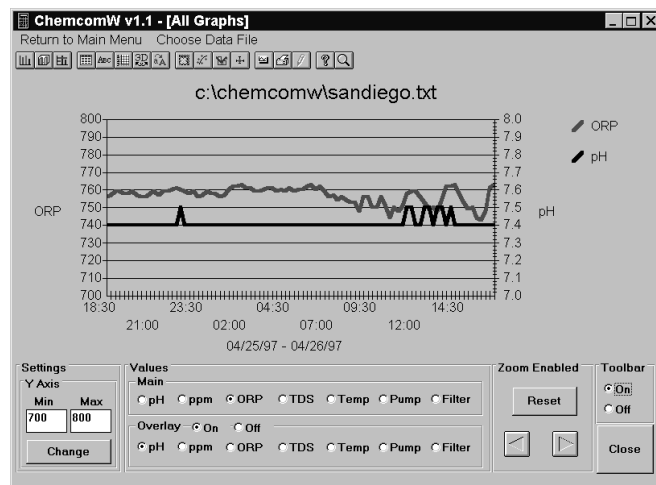 ChemcomW v1.1 - [All Graphs]
Return to Main Menu Choose Data File
c:\chemcomw\sandiego.txt
800 8.0
790 7.9
780 7.8
770 7.7
760 7.6
750 7.5
740 7.4
730 7.3
720 7.2
710 7.1
700 7.0
ORP
pH
ORP
pH
18:30 23:30 04:30 09:30 14:30
21:00 02:00 07:00 12:00
04/25/97 - 04/26/97
Settings
Y Axis
Min Max
700 800
Change
Values
Main
pH ppm ORP TDS Temp Pump Filter
Overlay On Off
pH ppm ORP TDS Temp Pump Filter
Zoom Enabled
Reset
Toolbar
On
Off
Close